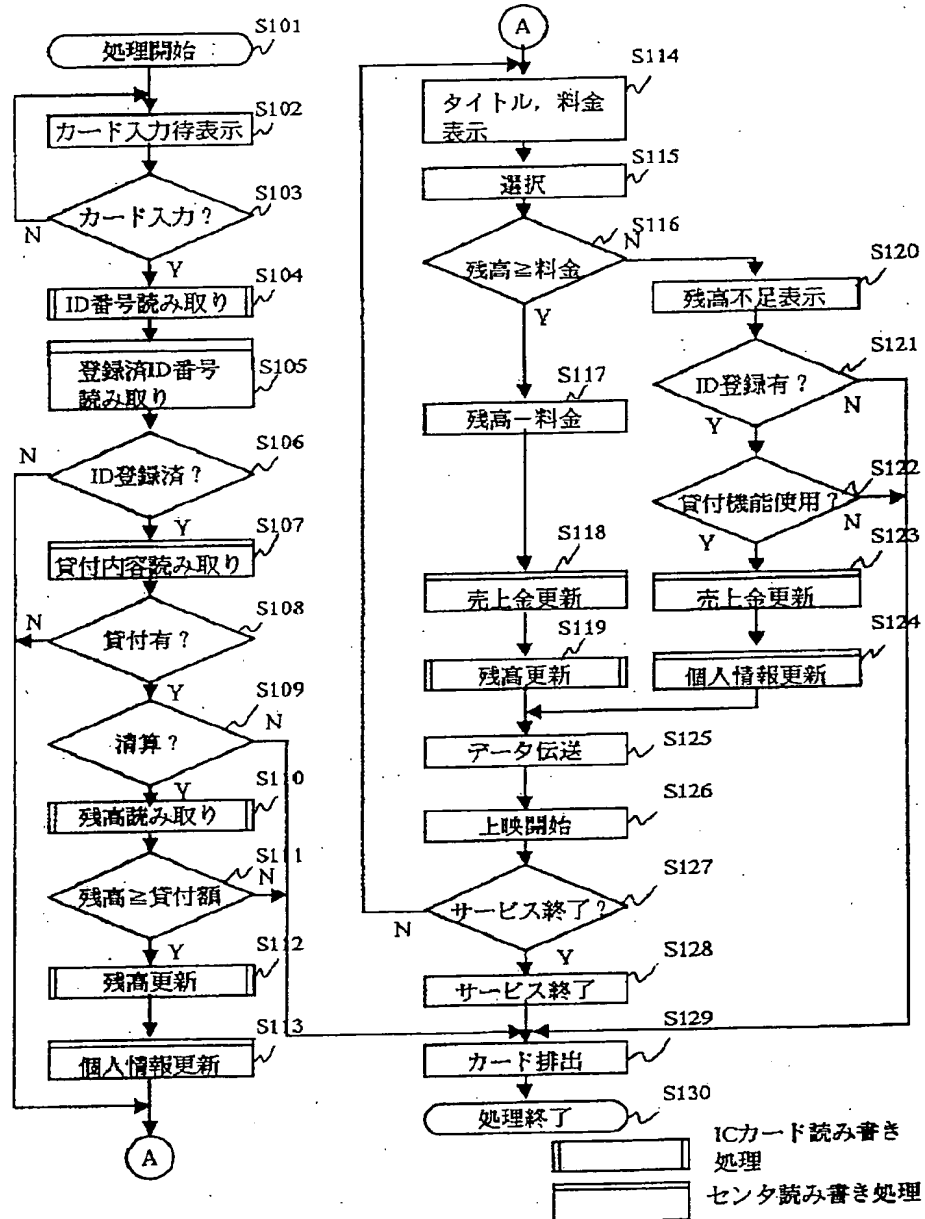 処理開始
S101
カード入力待表示
S102
カード入力?
S103
N
Y
ID番号読み取り
S104
登録済ID番号
読み取り
S105
ID登録済?
S106
N
Y
貸付内容読み取り
S107
貸付有?
S108
N
Y
清算?
S109
N
Y
残高読み取り
S110
残高≧貸付額
S111
N
Y
残高更新
S112
個人情報更新
S113
A
A
タイトル,料金
表示
S114
選択
S115
残高≧料金
S116
N
Y
残高-料金
S117
売上金更新
S118
残高更新
S119
残高不足表示
S120
ID登録有?
S121
N
Y
貸付機能使用?
S122
N
Y
売上金更新
S123
個人情報更新
S124
データ伝送
S125
上映開始
S126
サービス終了?
S127
N
Y
サービス終了
S128
カード排出
S129
処理終了
S130
ICカード読み書き
処理
センタ読み書き処理